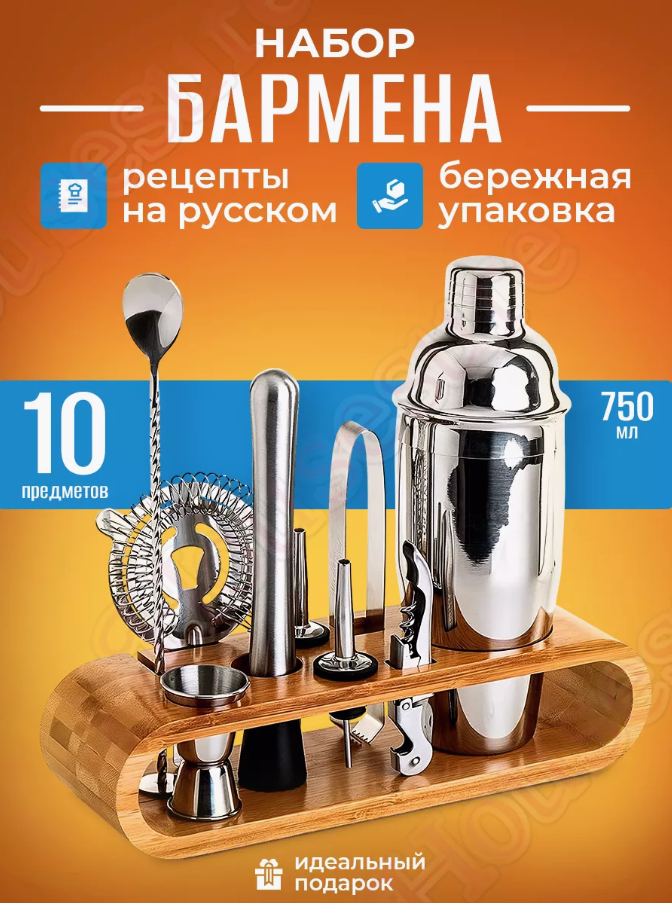 НАБОР
БАРМЕНА
рецепты
на русском
бережная
упаковка
10
предметов
750
мл
идеальный
подарок